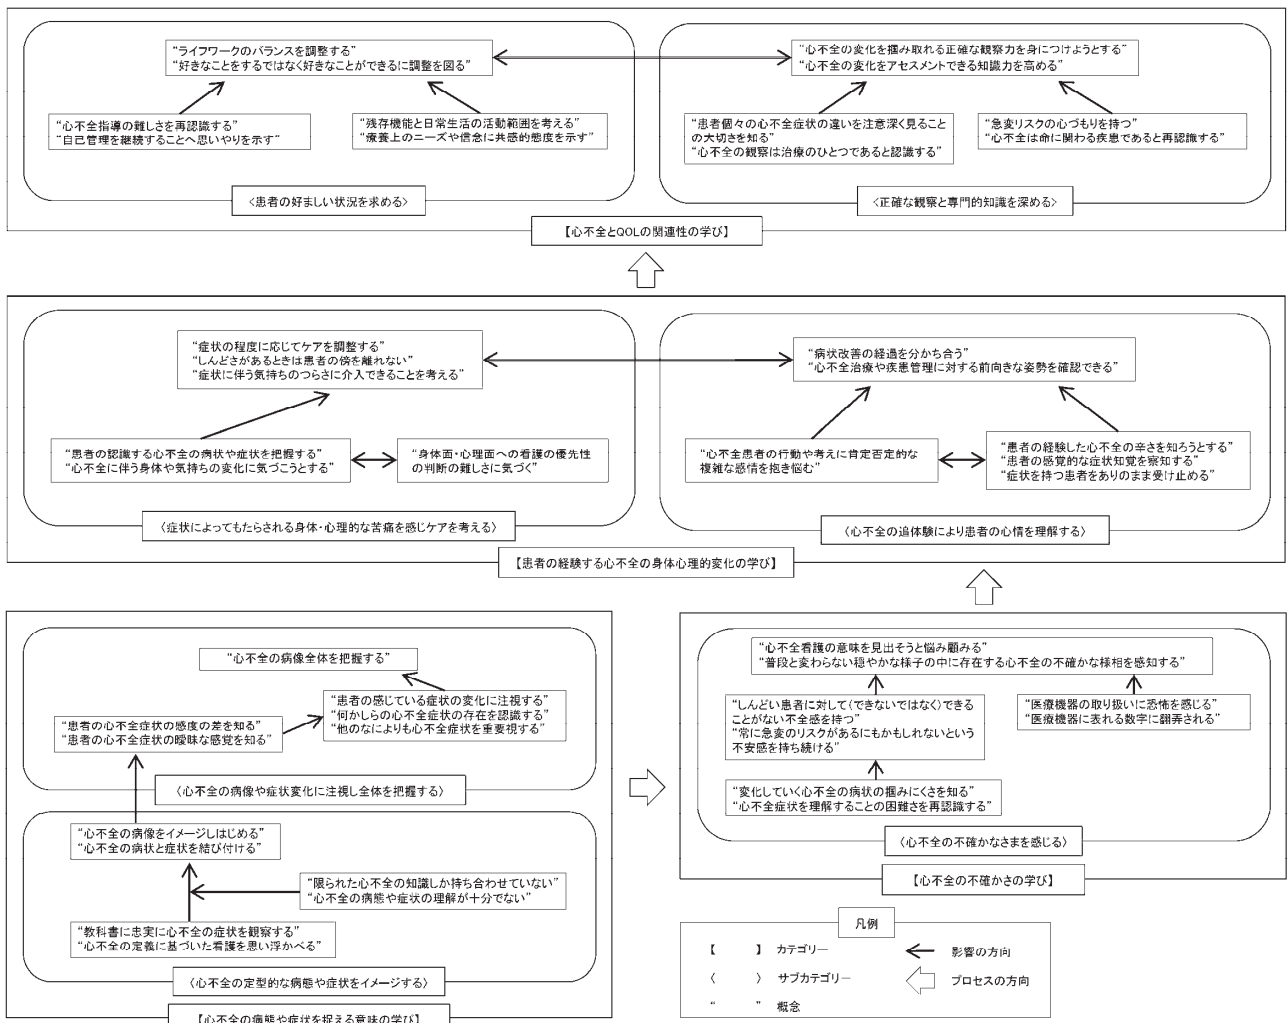 “ライフワークのバランスを調整する”
“好きなことをするではなく好きなことができるに調整を図る”
“心不全の変化を掴み取れる正確な観察力を身につけようとする”
“心不全の変化をアセスメントできる知識力を高める”
“心不全指導の難しさを再認識する”
“自己管理を継続することへ思いやりを示す”
“残存機能と日常生活の活動範囲を考える”
“療養上のニーズや信念に共感的態度を示す”
“患者個々の心不全症状の違いを注意深く見ること
の大切さを知る”
“心不全の観察は治療のひとつであると認識する”
“急変リスクの心づもりを持つ”
“心不全は命に関わる疾患であると再認識する”
〈患者の好ましい状況を求める〉
〈正確な観察と専門的知識を深める〉
【心不全とQOLの関連性の学び】
“症状の程度に応じてケアを調整する”
“しんどさがあるときは患者の傍を離れない”
“症状に伴う気持ちのつらさに介入できることを考える”
“病状改善の経過を分かち合う”
“心不全治療や疾患管理に対する前向きな姿勢を確認できる”
“患者の認識する心不全の病状や症状を把握する”
“心不全に伴う身体や気持ちの変化に気づこうとする”
“身体面・心理面への看護の優先性
の判断の難しさに気づく”
“心不全患者の行動や考えに肯定否定的な
複雑な感情を抱き悩む”
“患者の経験した心不全の辛さを知ろうとする”
“患者の感覚的な症状知覚を察知する”
“症状を持つ患者をありのまま受け止める”
〈症状によってもたらされる身体・心理的な苦痛を感じケアを考える〉
〈心不全の追体験により患者の心情を理解する〉
【患者の経験する心不全の身体心理的変化の学び】
“心不全の病像全体を把握する”
“患者の感じている症状の変化に注視する”
“何かしらの心不全症状の存在を認識する”
“他のなによりも心不全症状を重要視する”
“患者の心不全症状の感度の差を知る”
“患者の心不全症状の曖昧な感覚を知る”
〈心不全の病像や症状変化に注視し全体を把握する〉
“心不全の病像をイメージしはじめる”
“心不全の病状と症状を結び付ける”
“限られた心不全の知識しか持ち合わせていない”
“心不全の病態や症状の理解が十分でない”
“教科書に忠実に心不全の症状を観察する”
“心不全の定義に基づいた看護を思い浮かべる”
〈心不全の定型的な病態や症状をイメージする〉
【心不全の病態や症状を捉える意味の学び】
“心不全看護の意味を見出そうと悩み顧みる”
“普段と変わらない穏やかな様子の中に存在する心不全の不確かな様相を感知する”
“しんどい患者に対して〈できないではなく〉できる
ことがない不全感を持つ”
“常に急変のリスクがあるにもかもしれないという
不安感を持ち続ける”
“医療機器の取り扱いに恐怖を感じる”
“医療機器に表れる数字に翻弄される”
“変化していく心不全の病状の掴みにくさを知る”
“心不全症状を理解することの困難さを再認識する”
〈心不全の不確かなさまを感じる〉
【心不全の不確かさの学び】
凡例
【 】 カテゴリー
影響の方向
〈 〉 サブカテゴリー
プロセスの方向
“ ” 概念